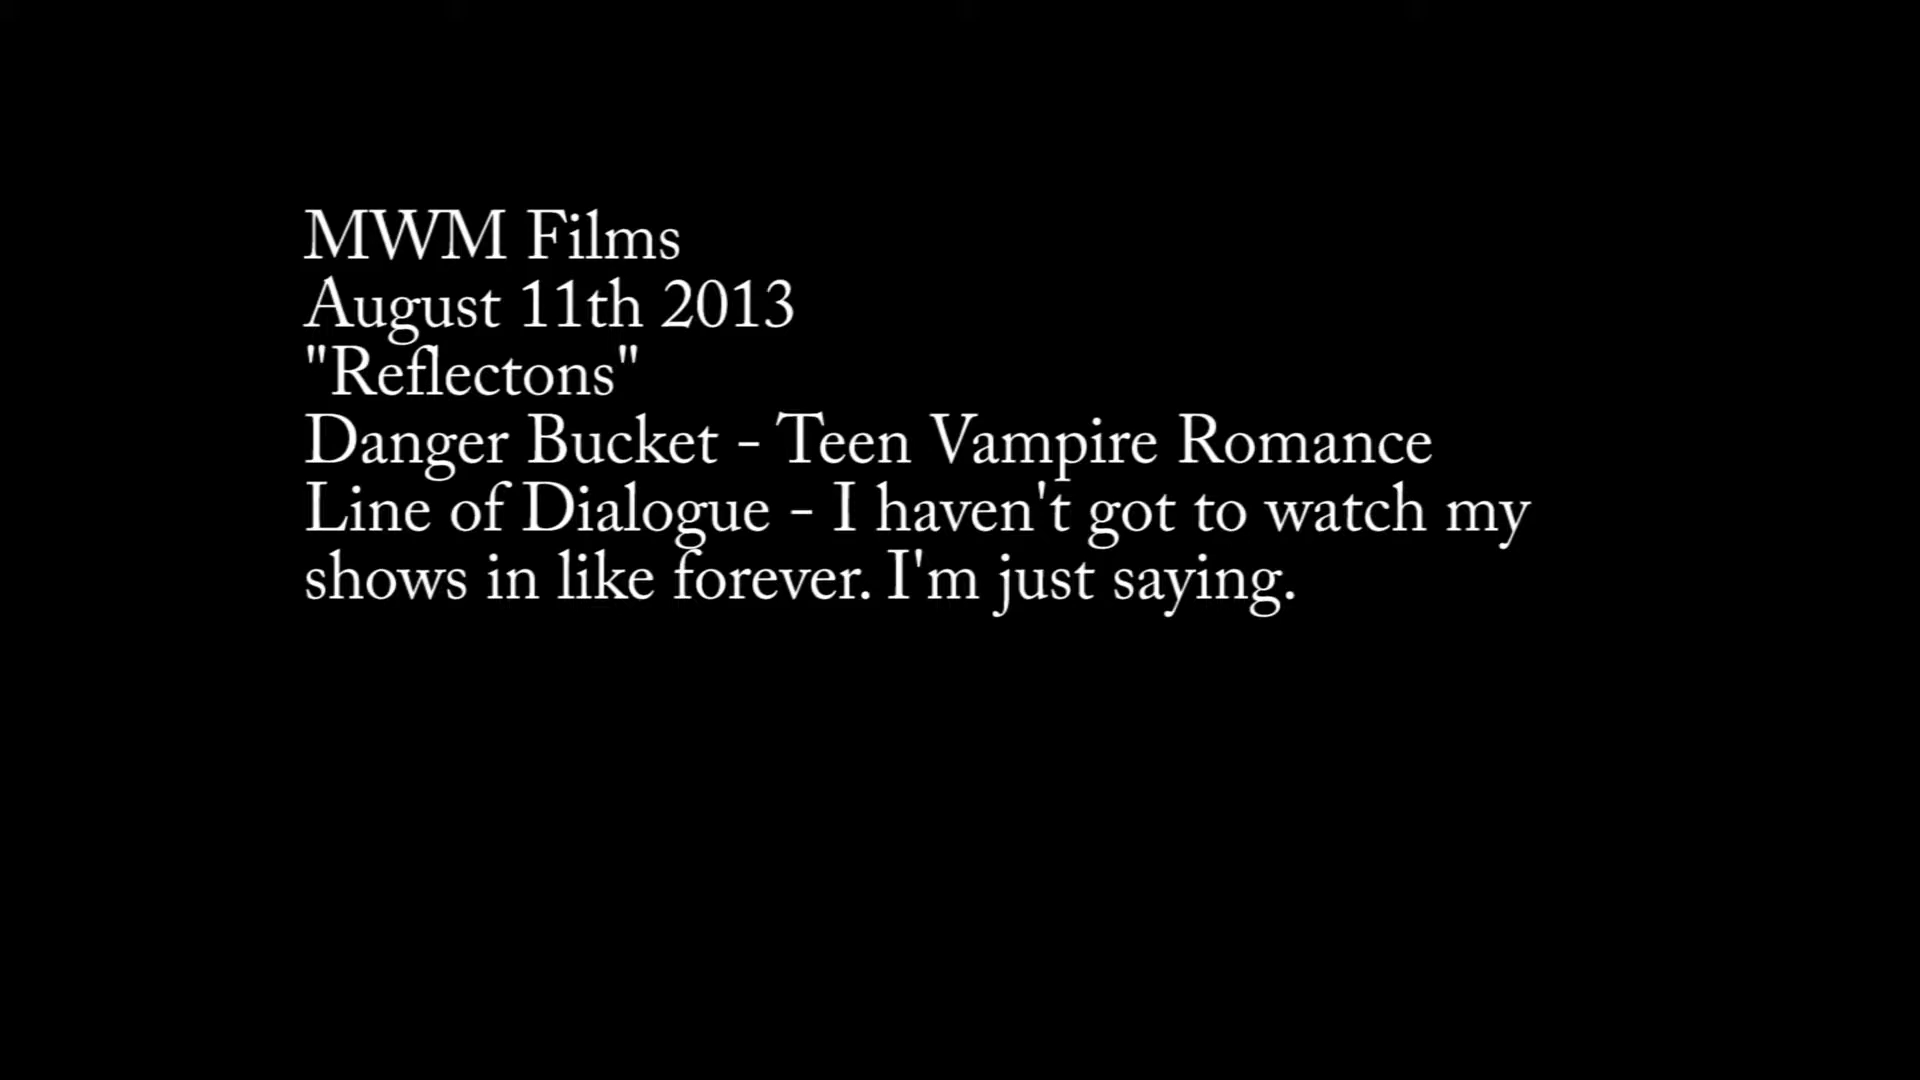 MWM Films
August 11th 2013
"Reflectons"
Danger Bucket - Teen Vampire Romance
Line of Dialogue - I haven't got to watch my
shows in like forever. I'm just saying.